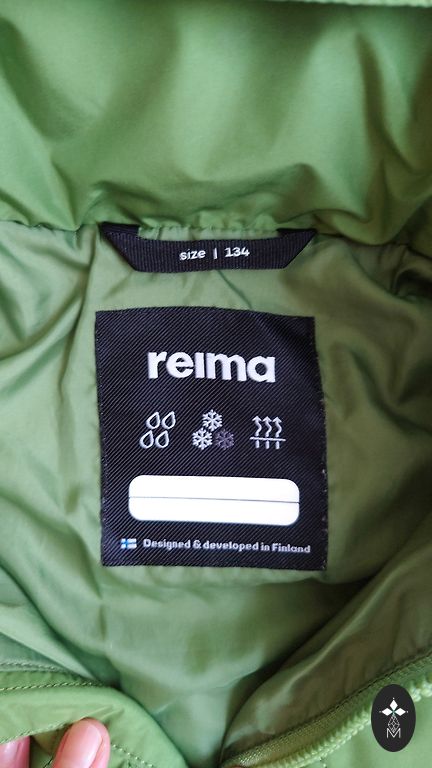 size | 134
reima
Designed & developed in Finland